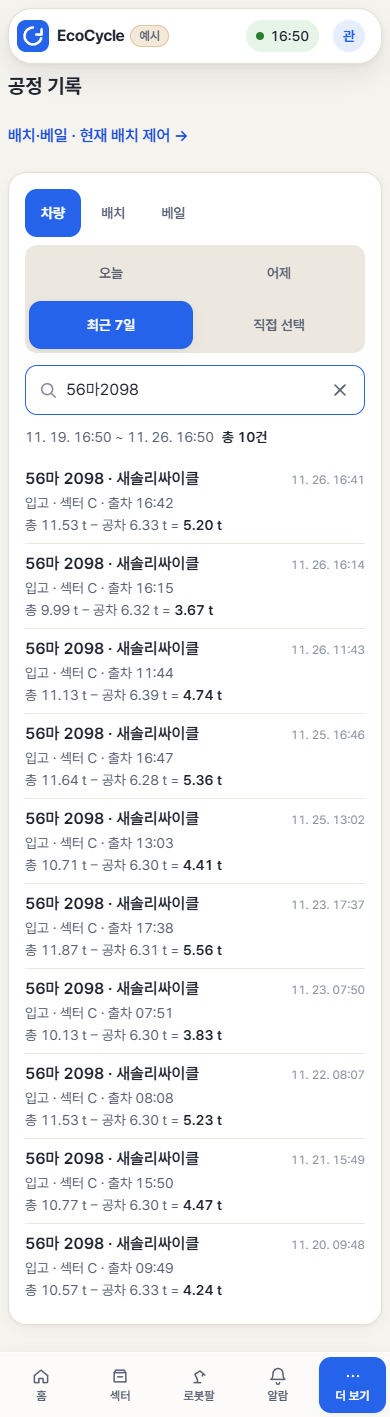 EcoCycle 예시 16:50 관
공정 기록
배치·베일 · 현재 배치 제어 →
차량 배치 베일
오늘 어제
최근 7일 직접 선택
56마2098
11. 19. 16:50 ~ 11. 26. 16:50 총 10건
56마 2098 · 새솔리싸이클 11. 26. 16:41
입고 · 섹터 C · 출차 16:42
총 11.53 t − 공차 6.33 t = 5.20 t
56마 2098 · 새솔리싸이클 11. 26. 16:14
입고 · 섹터 C · 출차 16:15
총 9.99 t − 공차 6.32 t = 3.67 t
56마 2098 · 새솔리싸이클 11. 26. 11:43
입고 · 섹터 C · 출차 11:44
총 11.13 t − 공차 6.39 t = 4.74 t
56마 2098 · 새솔리싸이클 11. 25. 16:46
입고 · 섹터 C · 출차 16:47
총 11.64 t − 공차 6.28 t = 5.36 t
56마 2098 · 새솔리싸이클 11. 25. 13:02
입고 · 섹터 C · 출차 13:03
총 10.71 t − 공차 6.30 t = 4.41 t
56마 2098 · 새솔리싸이클 11. 23. 17:37
입고 · 섹터 C · 출차 17:38
총 11.87 t − 공차 6.31 t = 5.56 t
56마 2098 · 새솔리싸이클 11. 23. 07:50
입고 · 섹터 C · 출차 07:51
총 10.13 t − 공차 6.30 t = 3.83 t
56마 2098 · 새솔리싸이클 11. 22. 08:07
입고 · 섹터 C · 출차 08:08
총 11.53 t − 공차 6.30 t = 5.23 t
56마 2098 · 새솔리싸이클 11. 21. 15:49
입고 · 섹터 C · 출차 15:50
총 10.77 t − 공차 6.30 t = 4.47 t
56마 2098 · 새솔리싸이클 11. 20. 09:48
입고 · 섹터 C · 출차 09:49
총 10.57 t − 공차 6.33 t = 4.24 t
홈 섹터 로봇팔 알람 더 보기